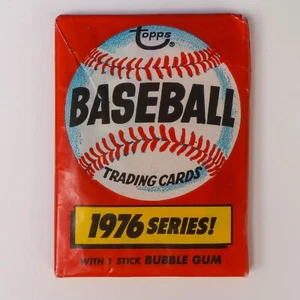 topps®
BASEBALL
TRADING CARDS
1976 SERIES!
WITH 1 STICK BUBBLE GUM